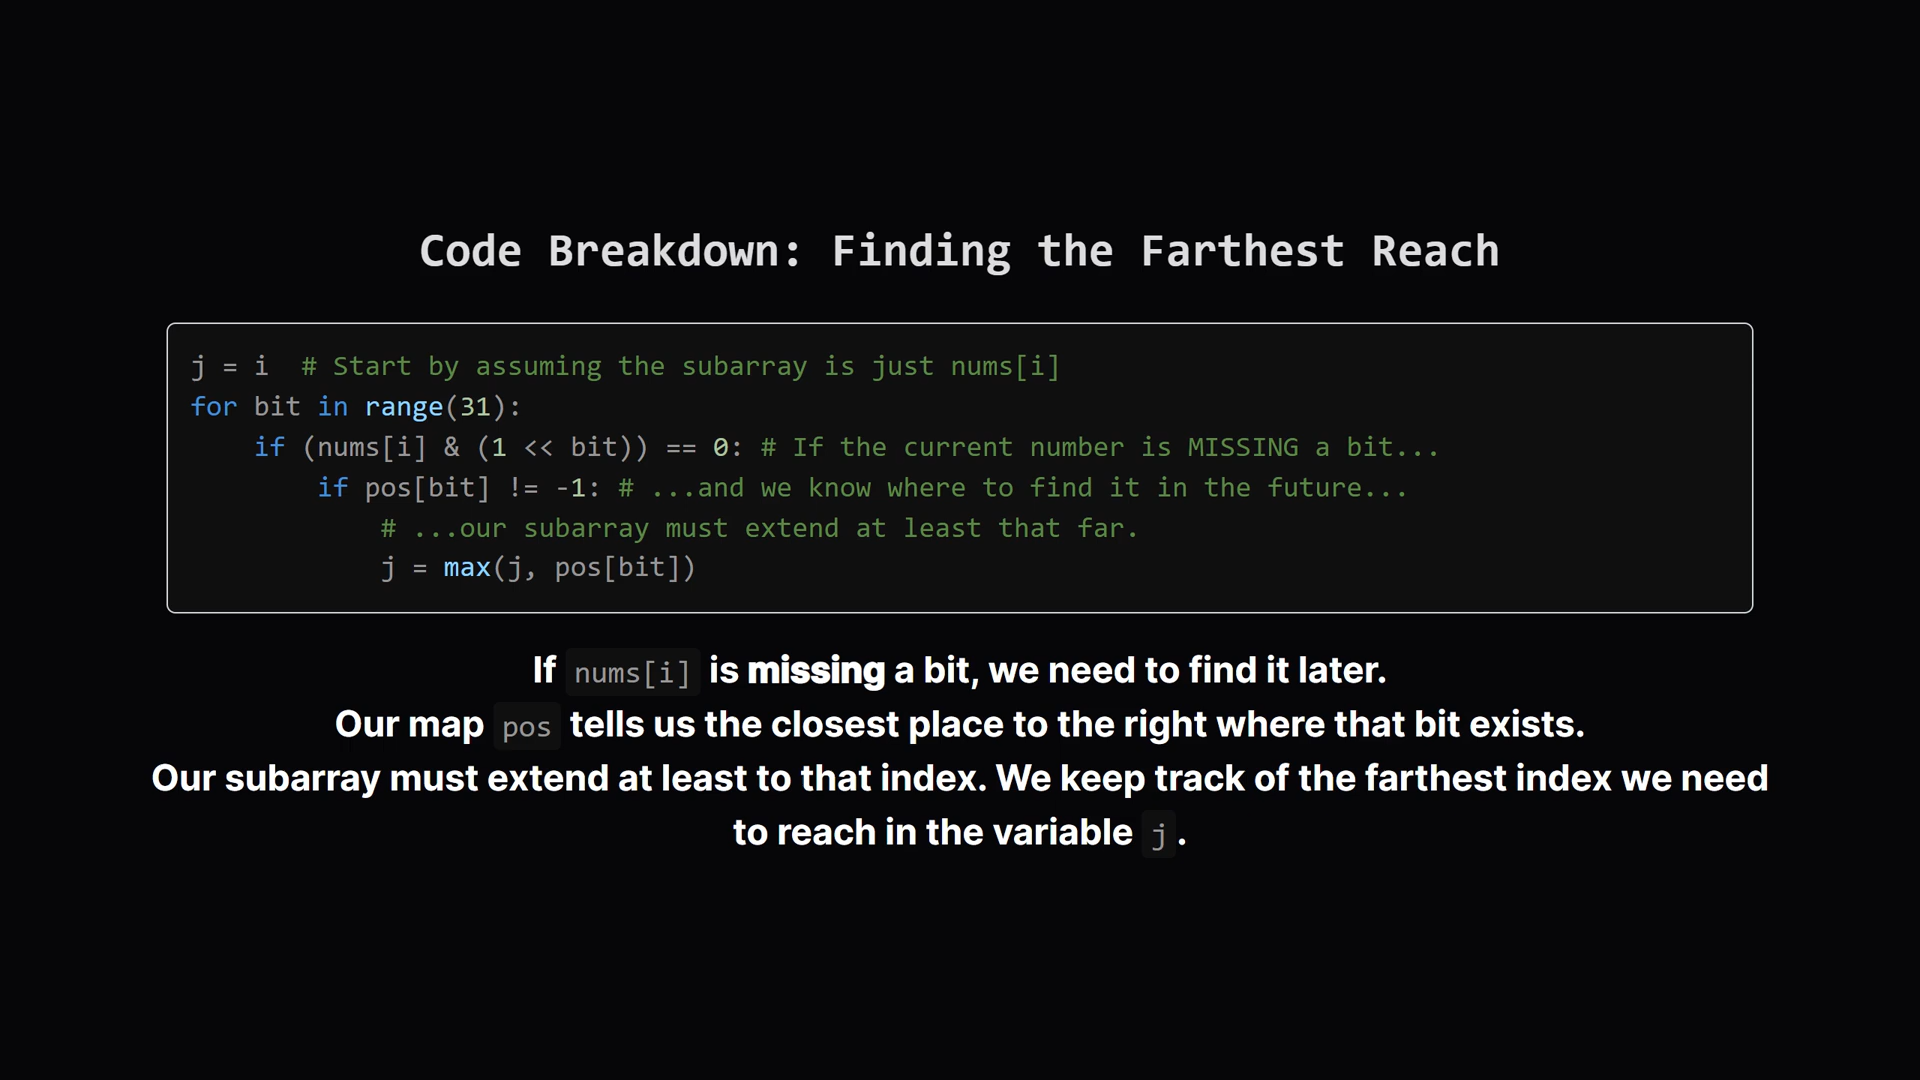 Code Breakdown: Finding the Farthest Reach
j = i  # Start by assuming the subarray is just nums[i]
for bit in range(31):
    if (nums[i] & (1 << bit)) == 0: # If the current number is MISSING a bit...
        if pos[bit] != -1: # ...and we know where to find it in the future...
            # ...our subarray must extend at least that far.
            j = max(j, pos[bit])
If nums[i] is missing a bit, we need to find it later.
Our map pos tells us the closest place to the right where that bit exists.
Our subarray must extend at least to that index. We keep track of the farthest index we need
to reach in the variable j.